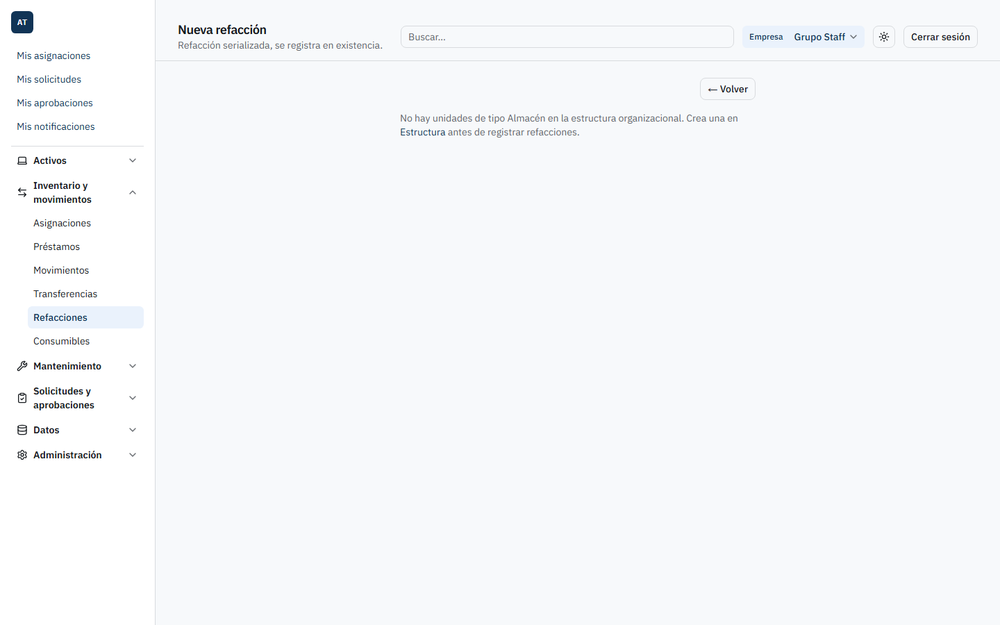 AT
Mis asignaciones
Mis solicitudes
Mis aprobaciones
Mis notificaciones
Activos
Inventario y
movimientos
Asignaciones
Préstamos
Movimientos
Transferencias
Refacciones
Consumibles
Mantenimiento
Solicitudes y
aprobaciones
Datos
Administración
Nueva refacción
Refacción serializada, se registra en existencia.
Buscar...
Empresa Grupo Staff
Cerrar sesión
← Volver
No hay unidades de tipo Almacén en la estructura organizacional. Crea una en
Estructura antes de registrar refacciones.